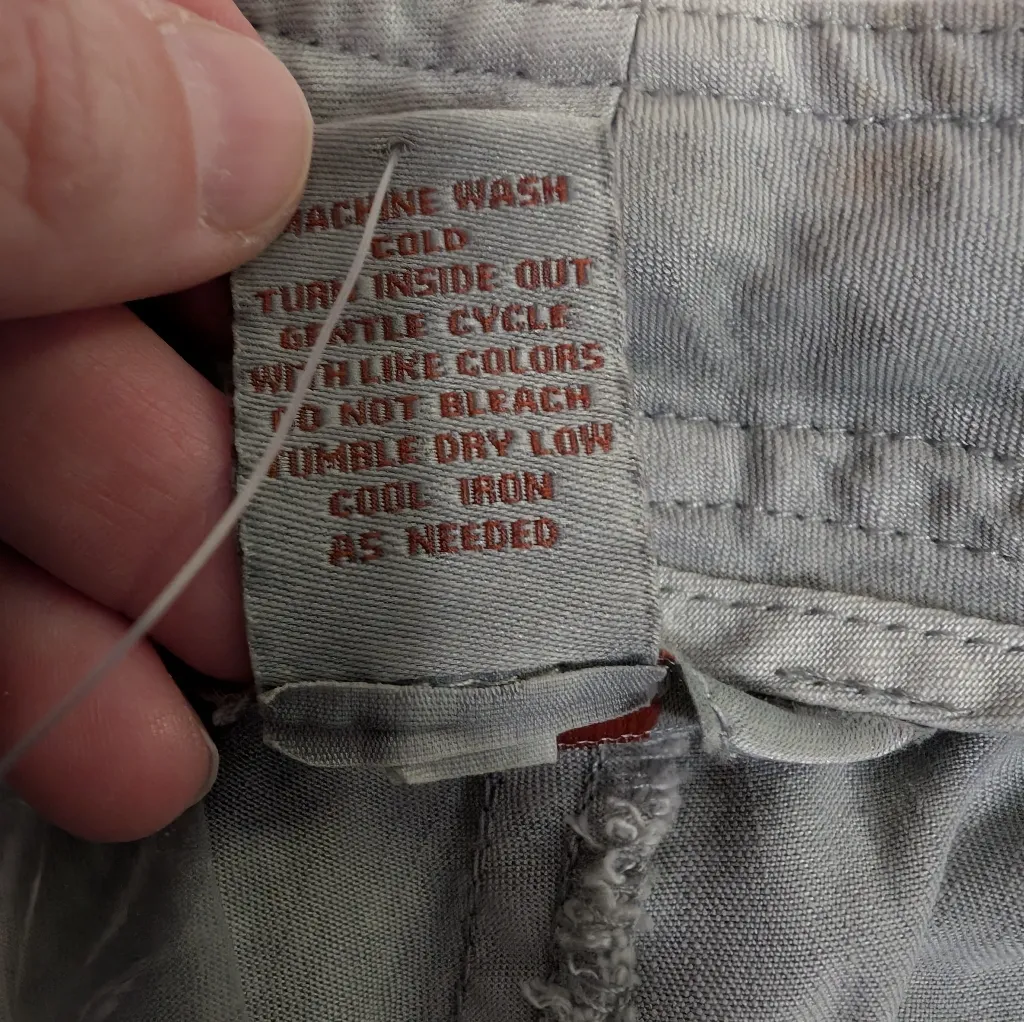 MACHINE WASH
COLD
TURN INSIDE OUT
GENTLE CYCLE
WITH LIKE COLORS
DO NOT BLEACH
TUMBLE DRY LOW
COOL IRON
AS NEEDED